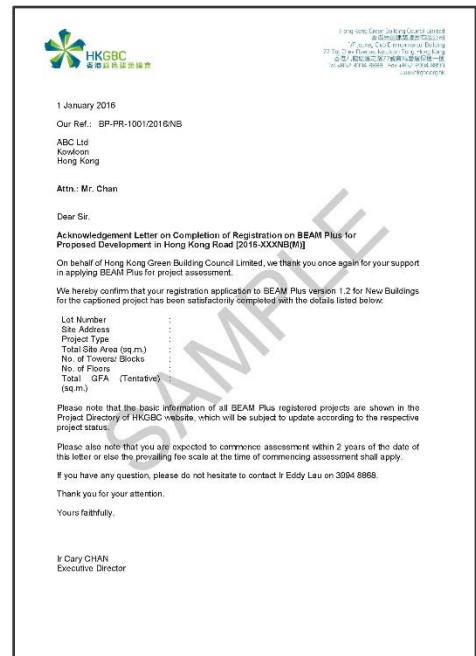 HKGBC
香港綠色建築議會
Hong Kong Green Building Council Limited
1 January 2016
Our Ref.: BP-PR-1001/2016/NB
ABC Ltd
Kowloon
Hong Kong
Attn.: Mr. Chan
Dear Sir.
Acknowledgement Letter on Completion of Registration on BEAM Plus for
Proposed Development in Hong Kong Road [2016-XXXNB(M)]
On behalf of Hong Kong Green Building Council Limited, we thank you once again for your support
in applying BEAM Plus for project assessment.
We hereby confirm that your registration application to BEAM Plus version 1.2 for New Buildings
for the captioned project has been satisfactorily completed with the details listed below:
Lot Number :
Site Address :
Project Type :
Total Site Area (sq.m.) :
No. of Towers/ Blocks :
No. of Floors :
Total GFA (Tentative) :
(sq.m.)
Please note that the basic information of all BEAM Plus registered projects are shown in the
Project Directory of HKGBC website, which will be subject to update according to the respective
project status.
Please also note that you are expected to commence assessment within 2 years of the date of
this letter or else the prevailing fee scale at the time of commencing assessment shall apply.
If you have any question, please do not hesitate to contact Ir Eddy Lau on 3994 8868.
Thank you for your attention.
Yours faithfully,
Ir Cary CHAN
Executive Director
SAMPLE